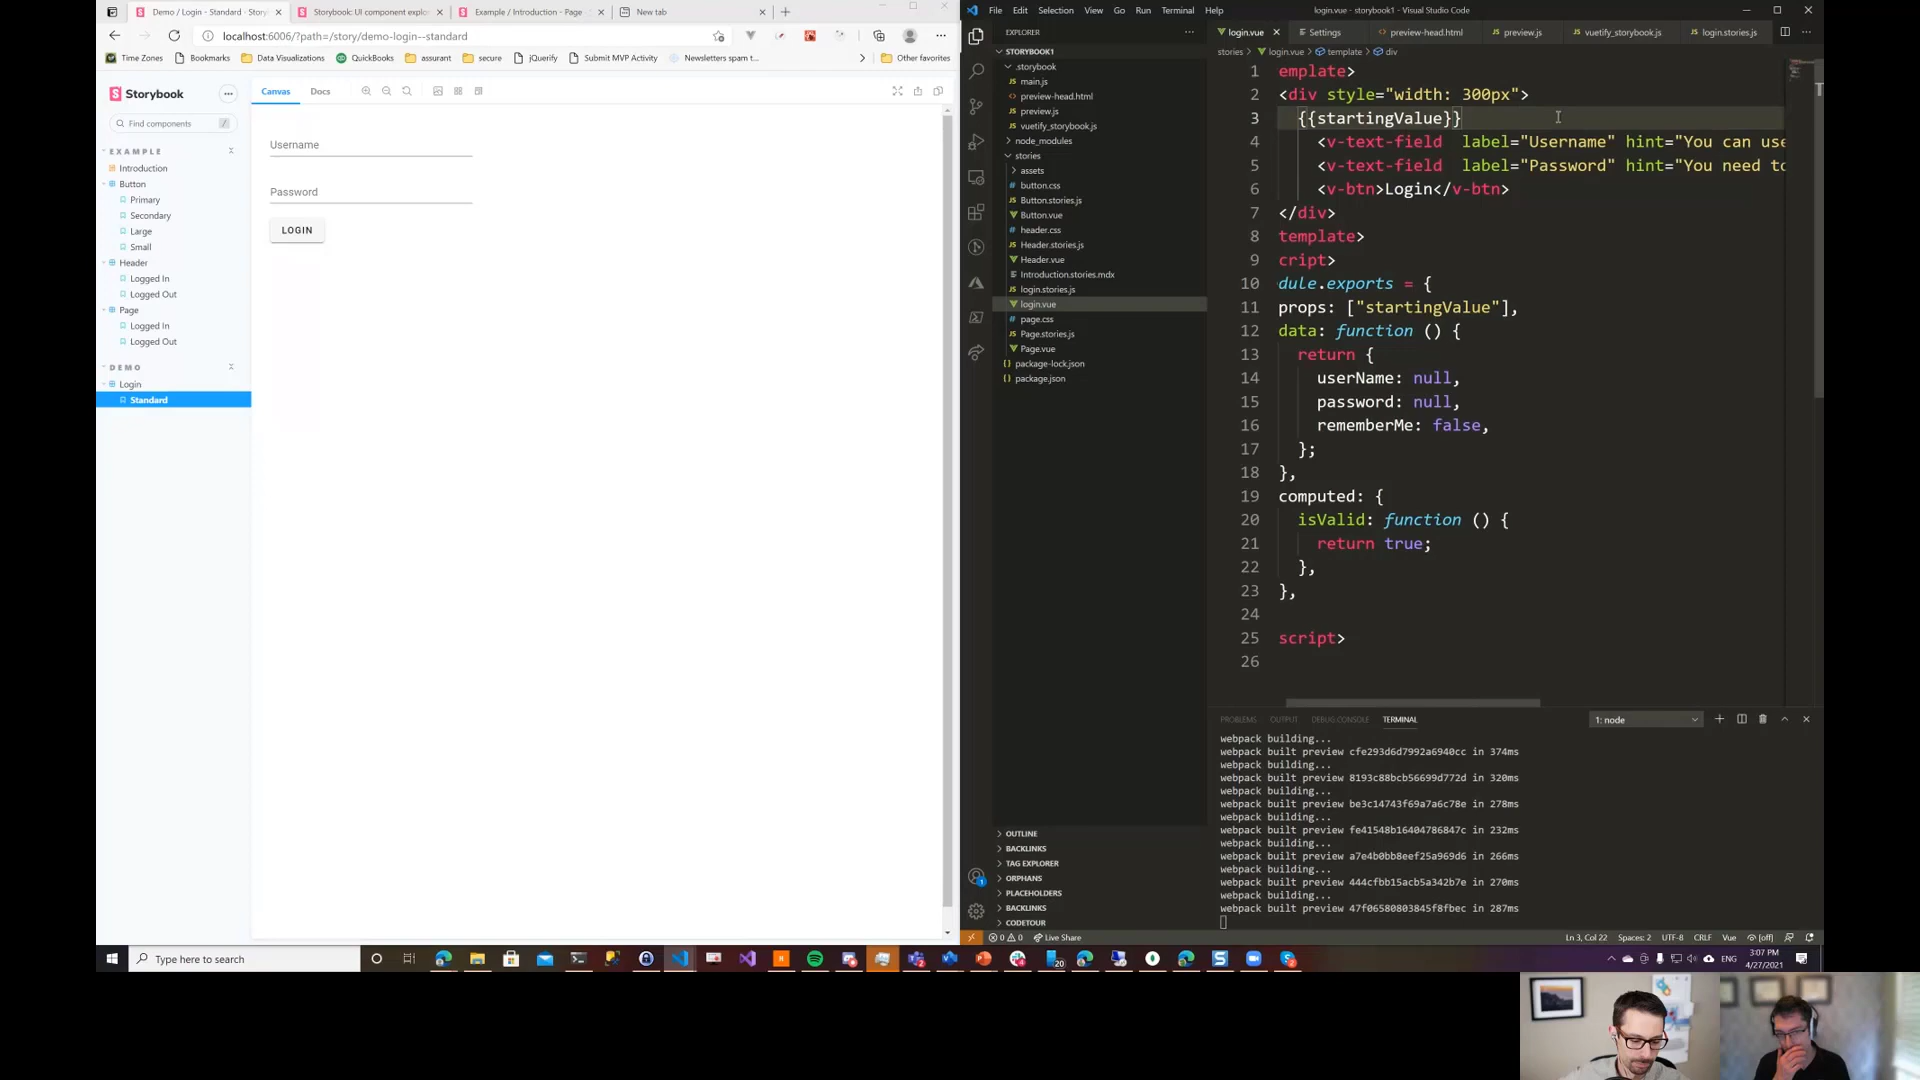 Demo / Login - Standard · Story
Storybook: UI component explo
Example / Introduction - Page
New tab
localhost:6006/?path=/story/demo-login--standard
Time Zones
Bookmarks
Data Visualizations
QuickBooks
assurant
secure
jQuerify
Submit MVP Activity
Newsletters spam t...
Other favorites
Storybook
Find components
/
EXAMPLE
Introduction
Button
Primary
Secondary
Large
Small
Header
Logged In
Logged Out
Page
Logged In
Logged Out
DEMO
Login
Standard
Canvas
Docs
Username
Password
LOGIN
File Edit Selection View Go Run Terminal Help
login.vue - storybook1 - Visual Studio Code
EXPLORER
STORYBOOK1
.storybook
main.js
preview-head.html
preview.js
vuetify_storybook.js
node_modules
stories
assets
button.css
Button.stories.js
Button.vue
header.css
Header.stories.js
Header.vue
Introduction.stories.mdx
login.stories.js
login.vue
page.css
Page.stories.js
Page.vue
package-lock.json
package.json
OUTLINE
BACKLINKS
TAG EXPLORER
ORPHANS
PLACEHOLDERS
BACKLINKS
CODETOUR
login.vue
Settings
preview-head.html
preview.js
vuetify_storybook.js
login.stories.js
stories > login.vue > template > div
1 emplate>
2 <div style="width: 300px">
3 {{startingValue}}
4 <v-text-field label="Username" hint="You can use
5 <v-text-field label="Password" hint="You need to
6 <v-btn>Login</v-btn>
7 </div>
8 template>
9 cript>
10 dule.exports = {
11 props: ["startingValue"],
12 data: function () {
13 return {
14 userName: null,
15 password: null,
16 rememberMe: false,
17 };
18 },
19 computed: {
20 isValid: function () {
21 return true;
22 },
23 },
24
25 script>
26
PROBLEMS OUTPUT DEBUG CONSOLE TERMINAL
1: node
webpack building...
webpack built preview cfe293d6d7992a6940cc in 374ms
webpack building...
webpack built preview 8193c88bcb56699d772d in 320ms
webpack building...
webpack built preview be3c14743f69a7a6c78e in 278ms
webpack building...
webpack built preview fe41548b16404786847c in 232ms
webpack building...
webpack built preview a7e4b0bb8eef25a969d6 in 266ms
webpack building...
webpack built preview 444cfbb15acb5a342b7e in 270ms
webpack building...
webpack built preview 47f06580803845f8fbec in 287ms
0 0 Live Share
Ln 3, Col 22 Spaces: 2 UTF-8 CRLF Vue [off]
Type here to search
20
ENG
3:07 PM
4/27/2021